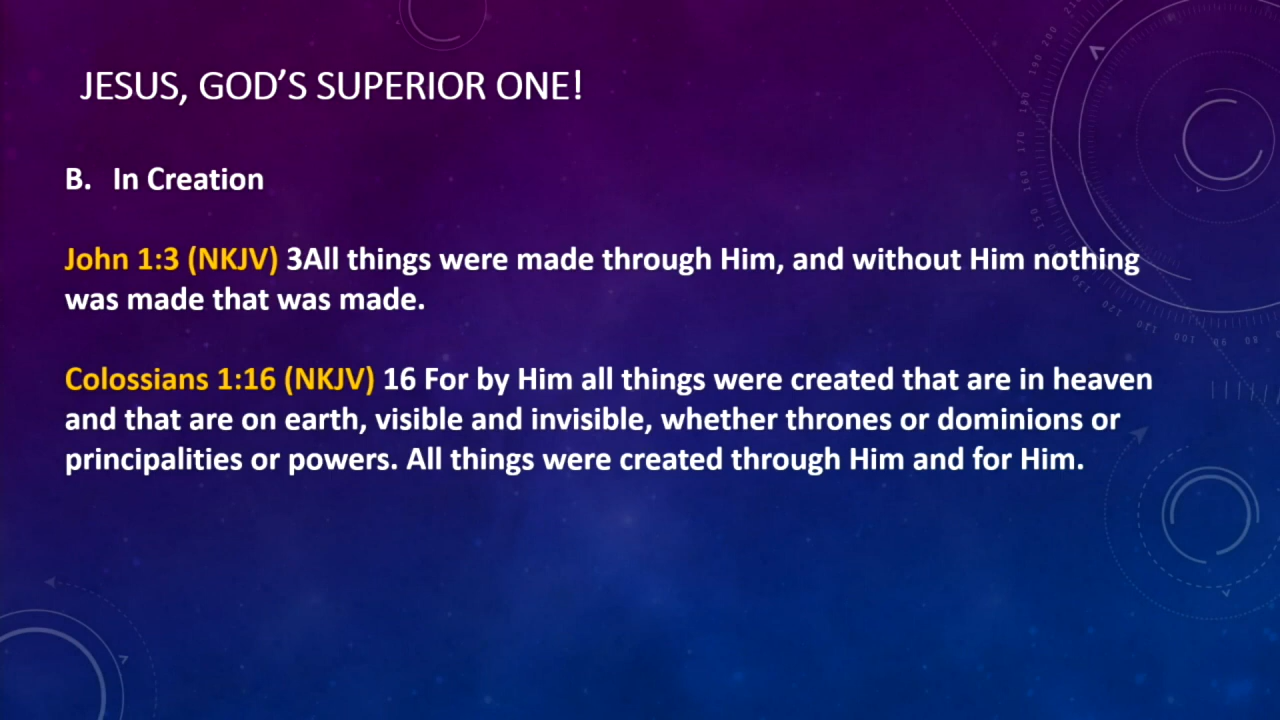 JESUS, GOD'S SUPERIOR ONE!
B. In Creation
John 1:3 (NKJV) 3All things were made through Him, and without Him nothing
was made that was made.
Colossians 1:16 (NKJV) 16 For by Him all things were created that are in heaven
and that are on earth, visible and invisible, whether thrones or dominions or
principalities or powers. All things were created through Him and for Him.